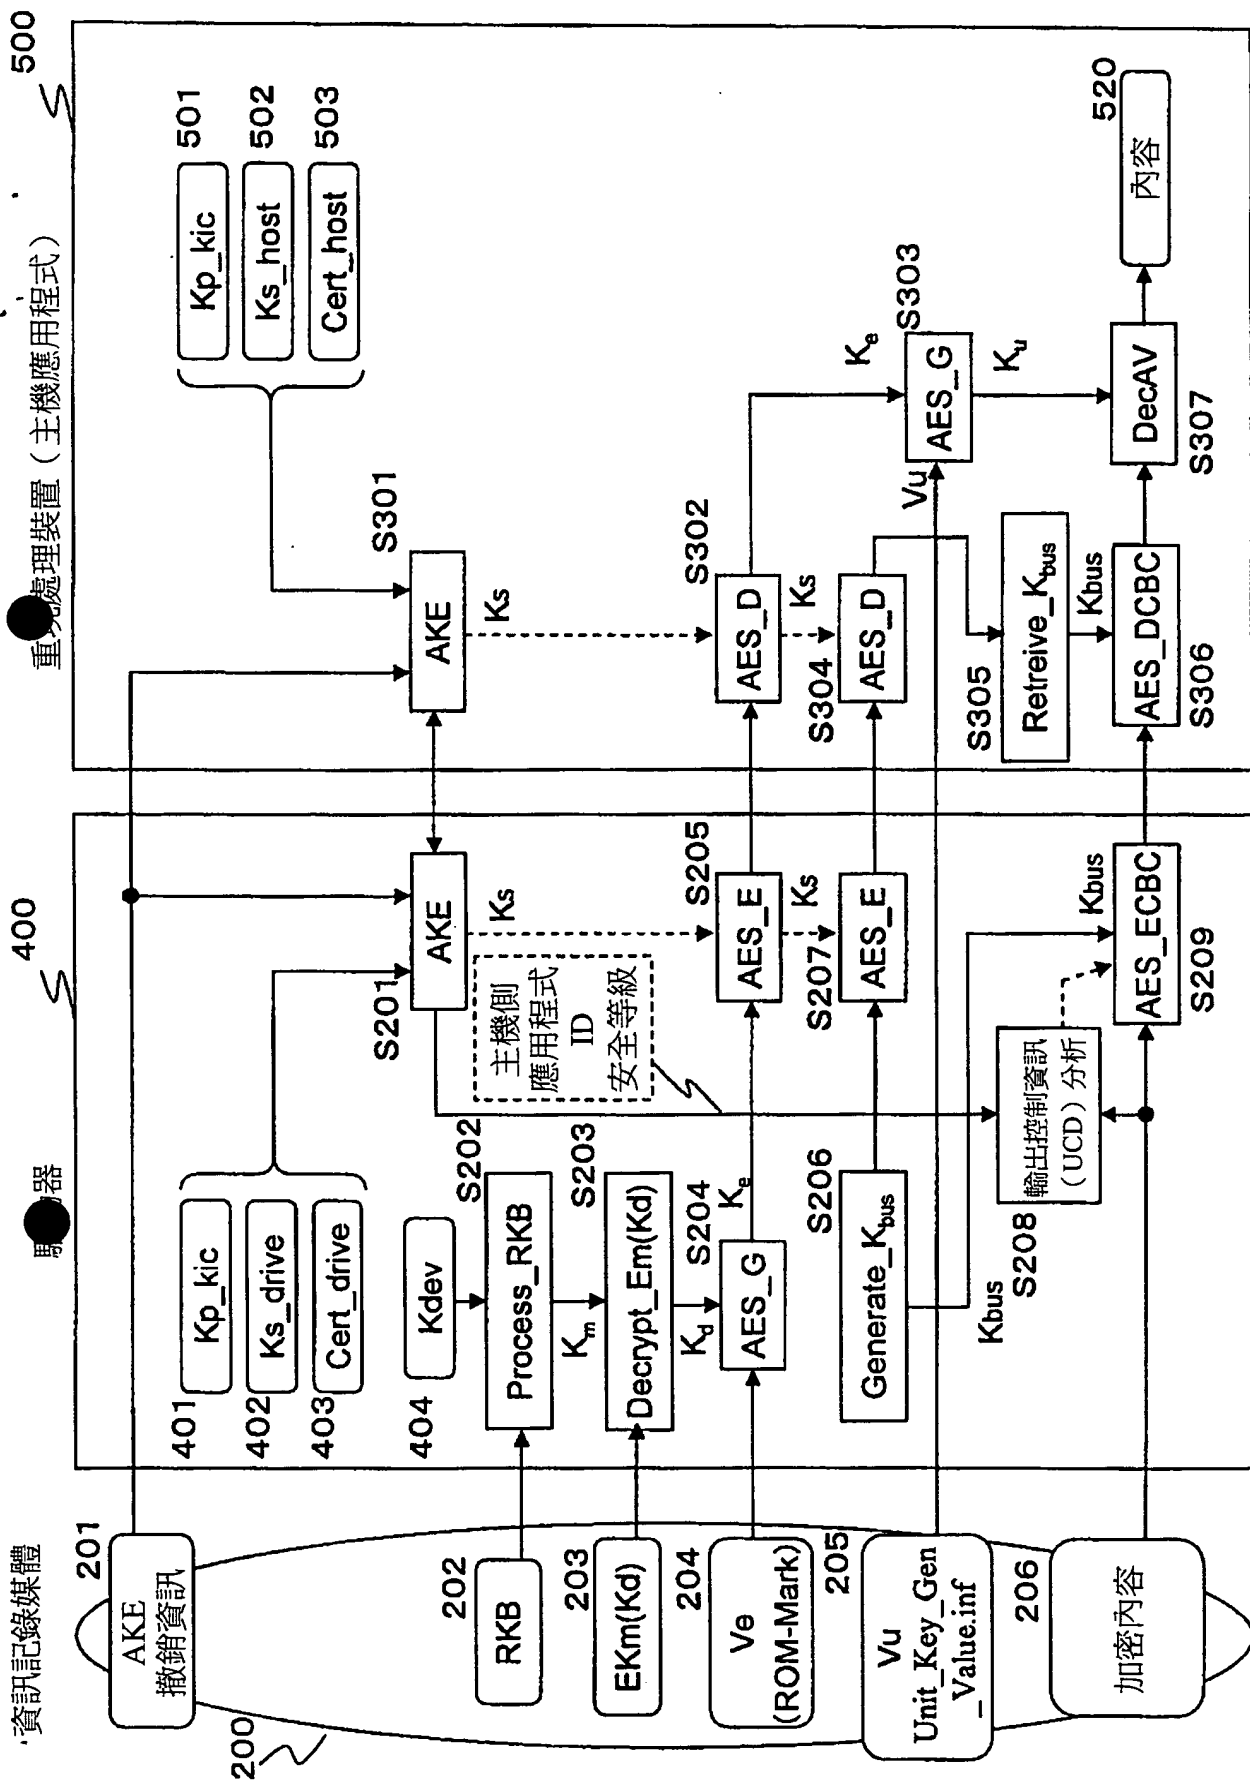 資訊記錄媒體
200
201
AKE
撤銷資訊
202
RKB
203
EKm(Kd)
204
Ve
(ROM-Mark)
205
Vu
Unit_Key_Gen
_Value.inf
206
加密內容
器
400
401
Kp_kic
402
Ks_drive
403
Cert_drive
404
Kdev
S201
AKE
Ks
主機側
應用程式
ID
安全等級
S202
Process_RKB
Km
S203
Decrypt_Em(Kd)
Kd
S204
AES_G
Ke
S205
AES_E
Ks
S206
Generate_Kbus
S207
AES_E
Kbus
S208
輸出控制資訊
(UCD)分析
Kbus
AES_ECBC
S209
重 處理裝置(主機應用程式)
500
Kp_kic
501
Ks_host
502
Cert_host
503
S301
AKE
Ks
S302
AES_D
Ks
Ke
S303
AES_G
Vu
Ku
S304
AES_D
S305
Retreive_Kbus
Kbus
AES_DCBC
S306
DecAV
S307
內容
520